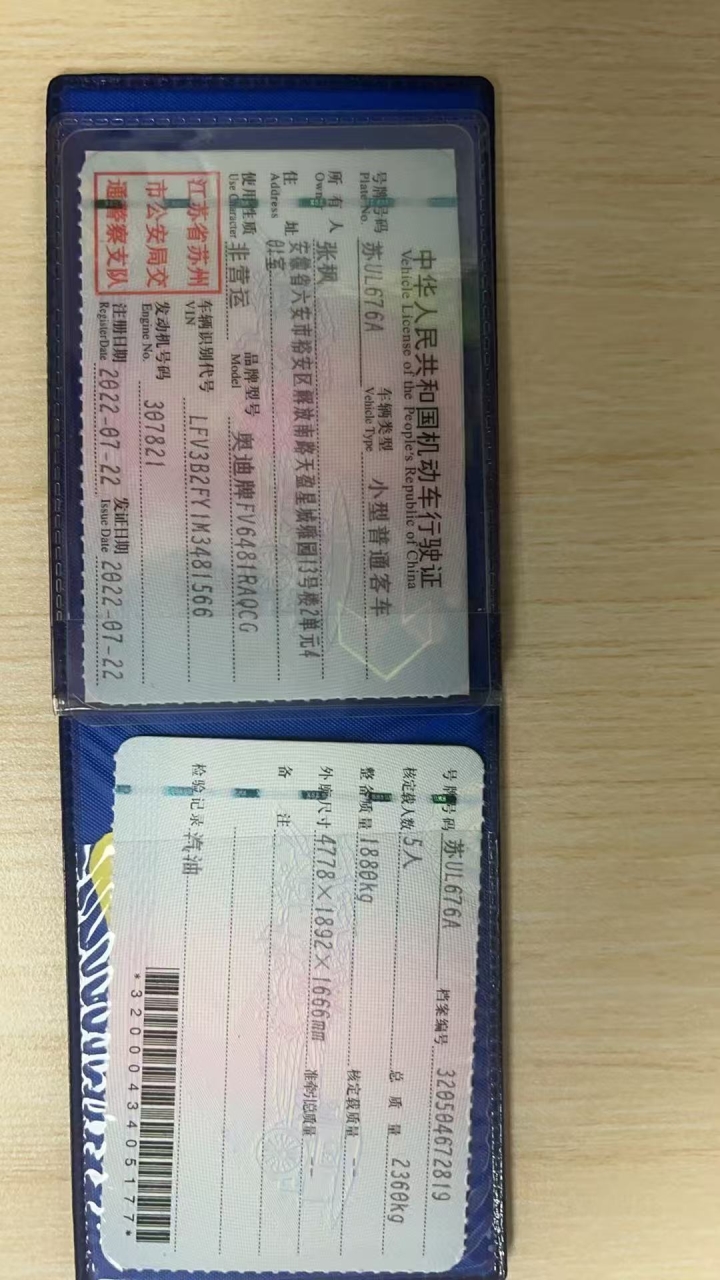 中华人民共和国机动车行驶证
Vehicle License of the People's Republic of China
号牌号码 苏UL676A 车辆类型 小型普通客车
Plate No. Vehicle Type
所有人 张枫
Owner
住址 安徽省六安市裕安区解放南路天盈星城雅园13号楼2单元4
Address 01室
使用性质 非营运 品牌型号 奥迪牌FV6481RAQCG
Use Character Model
江苏省苏州
市公安局交
通警察支队
车辆识别代号 LFV3B2FY1M3481566
VIN
发动机号码 307821
Engine No.
注册日期 2022-07-22 发证日期 2022-07-22
Register Date Issue Date
号牌号码 苏UL676A 档案编号 320504672819
核定载人数 5人 总质量 2360kg
整备质量 1880kg 核定载质量 --
外廓尺寸 4778×1892×1666mm 准牵引总质量 --
备注
检验记录 汽油
*3200043405177*